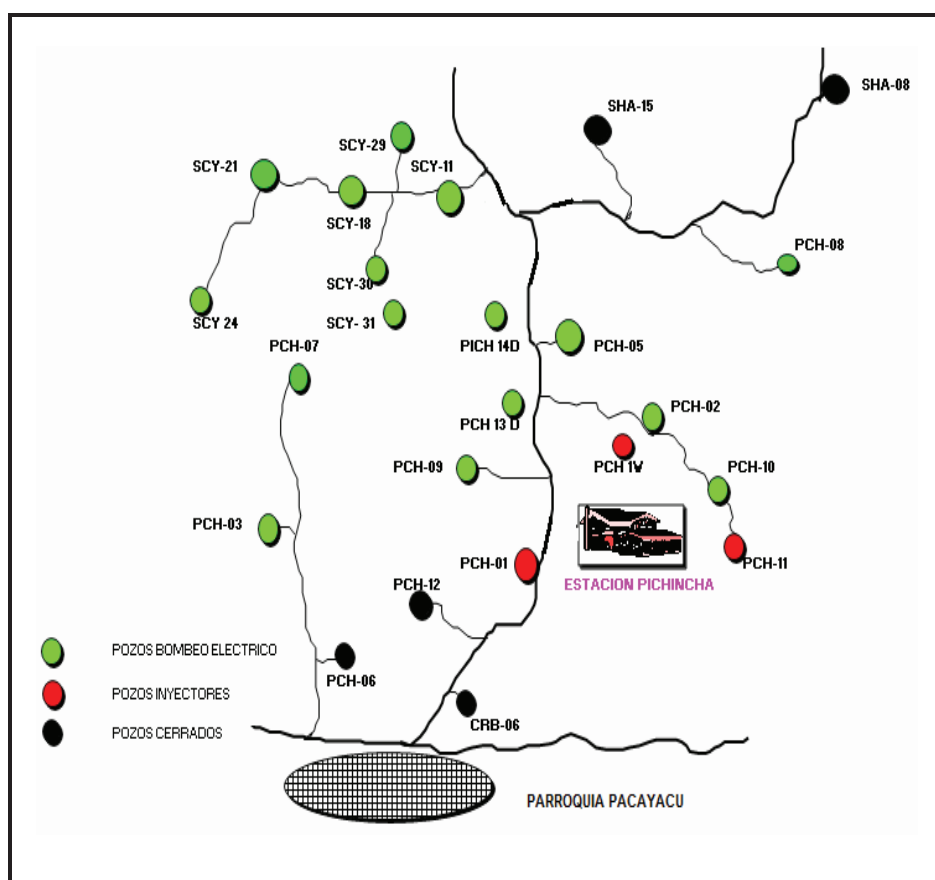 SHA-08
SHA-15
SCY-29
SCY-11
SCY-21
SCY-18
PCH-08
SCY-30
SCY 24
SCY- 31
PICH 14D
PCH-05
PCH-07
PCH-02
PCH 13 D
PCH 1W
PCH-09
PCH-10
PCH-03
PCH-01
PCH-11
PCH-12
ESTACION PICHINCHA
POZOS BOMBEO ELECTRICO
PCH-06
POZOS INYECTORES
CRB-06
POZOS CERRADOS
PARROQUIA PACAYACU